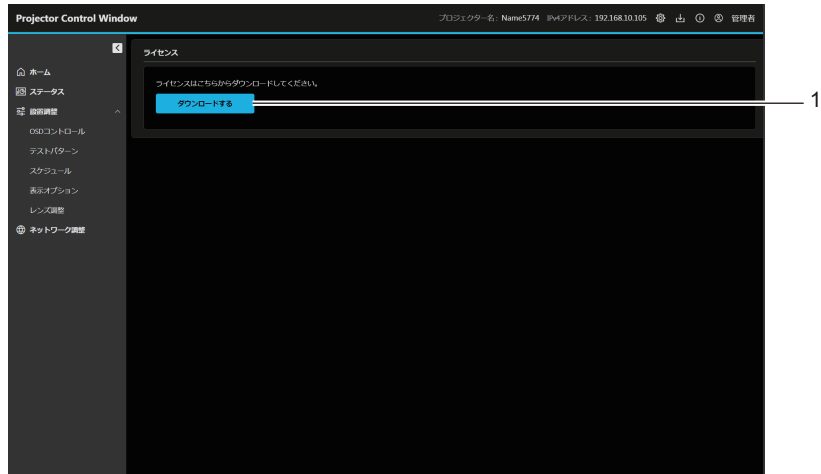 Projector Control Window
プロジェクター名: Name5774 IPv4アドレス: 192.168.10.105 管理者
ライセンス
ホーム
ライセンスはこちらからダウンロードしてください。
ステータス
ダウンロードする
1
映像調整
OSDコントロール
テストパターン
スケジュール
表示オプション
レンズ調整
ネットワーク調整